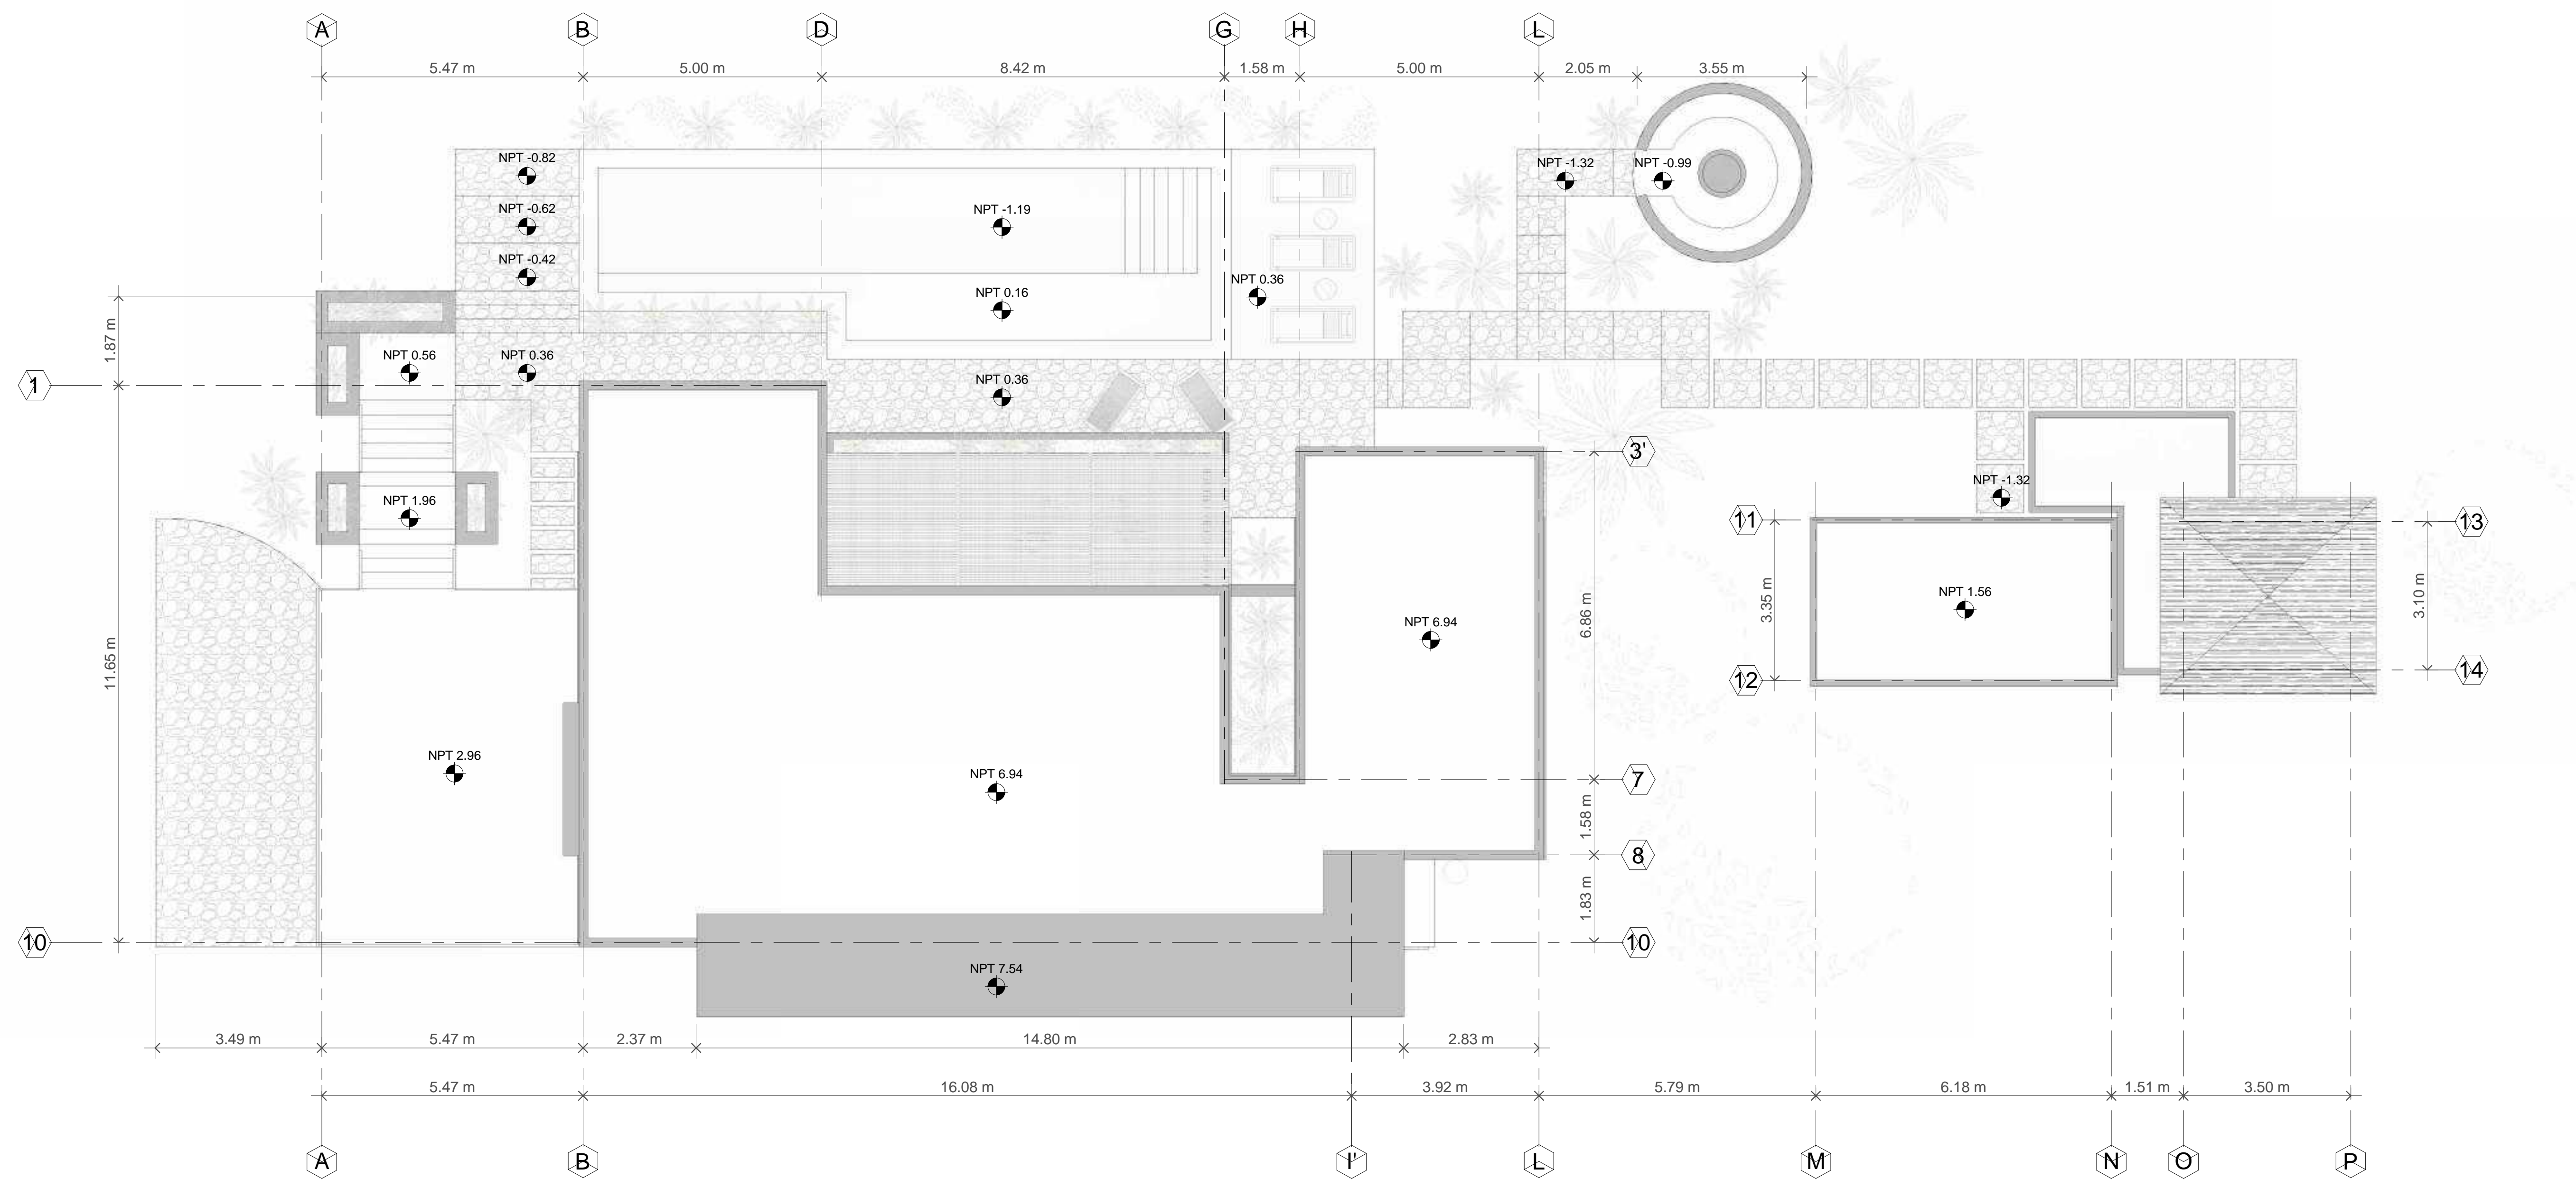 A B D G H L
5.47 m 5.00 m 8.42 m 1.58 m 5.00 m 2.05 m 3.55 m
NPT -0.82
NPT -1.32 NPT -0.99
NPT -0.62
NPT -1.19
NPT -0.42
NPT 0.36
NPT 0.16
1.87 m
NPT 0.56 NPT 0.36
NPT 0.36
1
3'
NPT -1.32
NPT 1.96
11 13
3.35 m
3.10 m
NPT 1.56
6.86 m
NPT 6.94
11.65 m
12 14
NPT 2.96
NPT 6.94
7
1.58 m
8
1.83 m
10 10
NPT 7.54
3.49 m 5.47 m 2.37 m 14.80 m 2.83 m
5.47 m 16.08 m 3.92 m 5.79 m 6.18 m 1.51 m 3.50 m
A B I' L M N O P